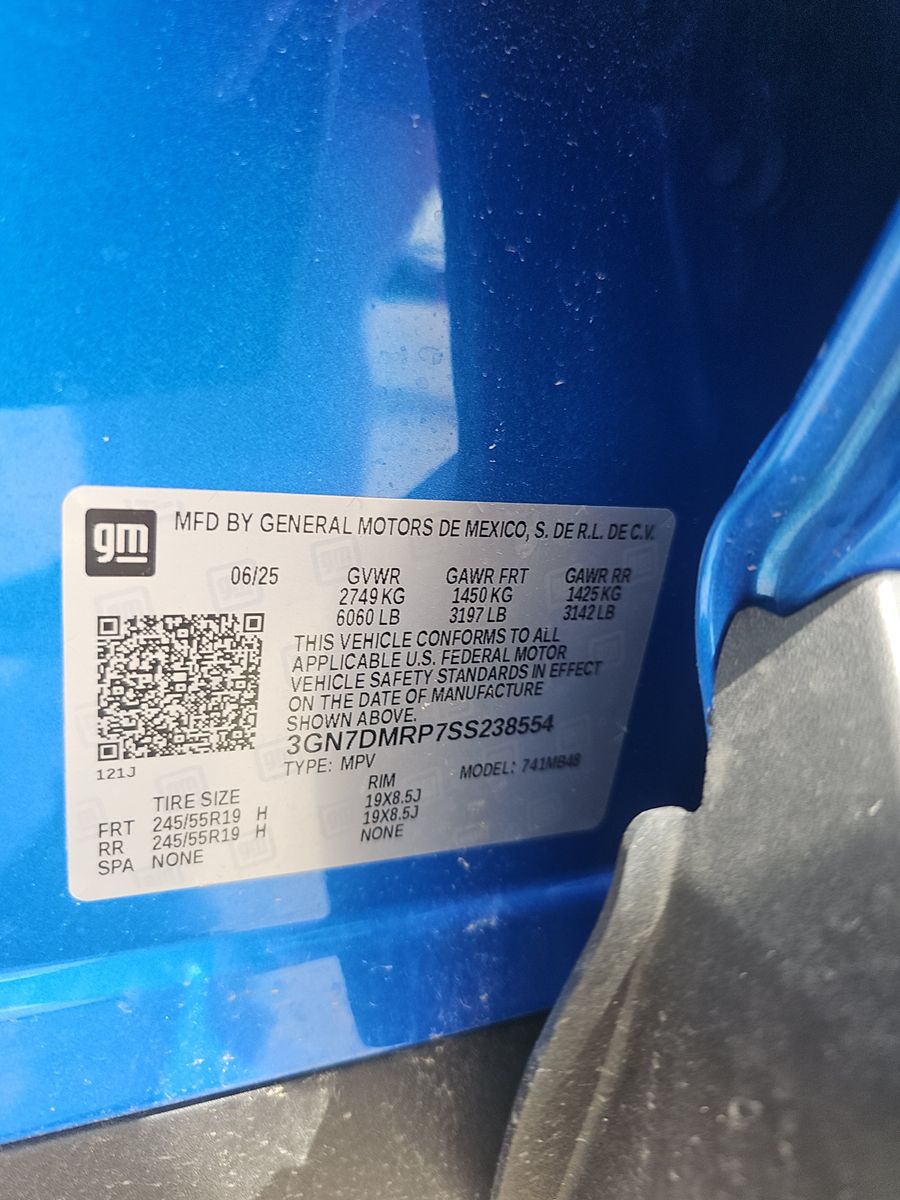 gm MFD BY GENERAL MOTORS DE MEXICO, S. DE R.L. DE C.V.
06/25 GVWR GAWR FRT GAWR RR
2749 KG 1450 KG 1425 KG
6060 LB 3197 LB 3142 LB
THIS VEHICLE CONFORMS TO ALL
APPLICABLE U.S. FEDERAL MOTOR
VEHICLE SAFETY STANDARDS IN EFFECT
ON THE DATE OF MANUFACTURE
SHOWN ABOVE.
3GN7DMRP7SS238554
121J TYPE: MPV MODEL: 741MB48
TIRE SIZE RIM
FRT 245/55R19 H 19X8.5J
RR 245/55R19 H 19X8.5J
SPA NONE NONE